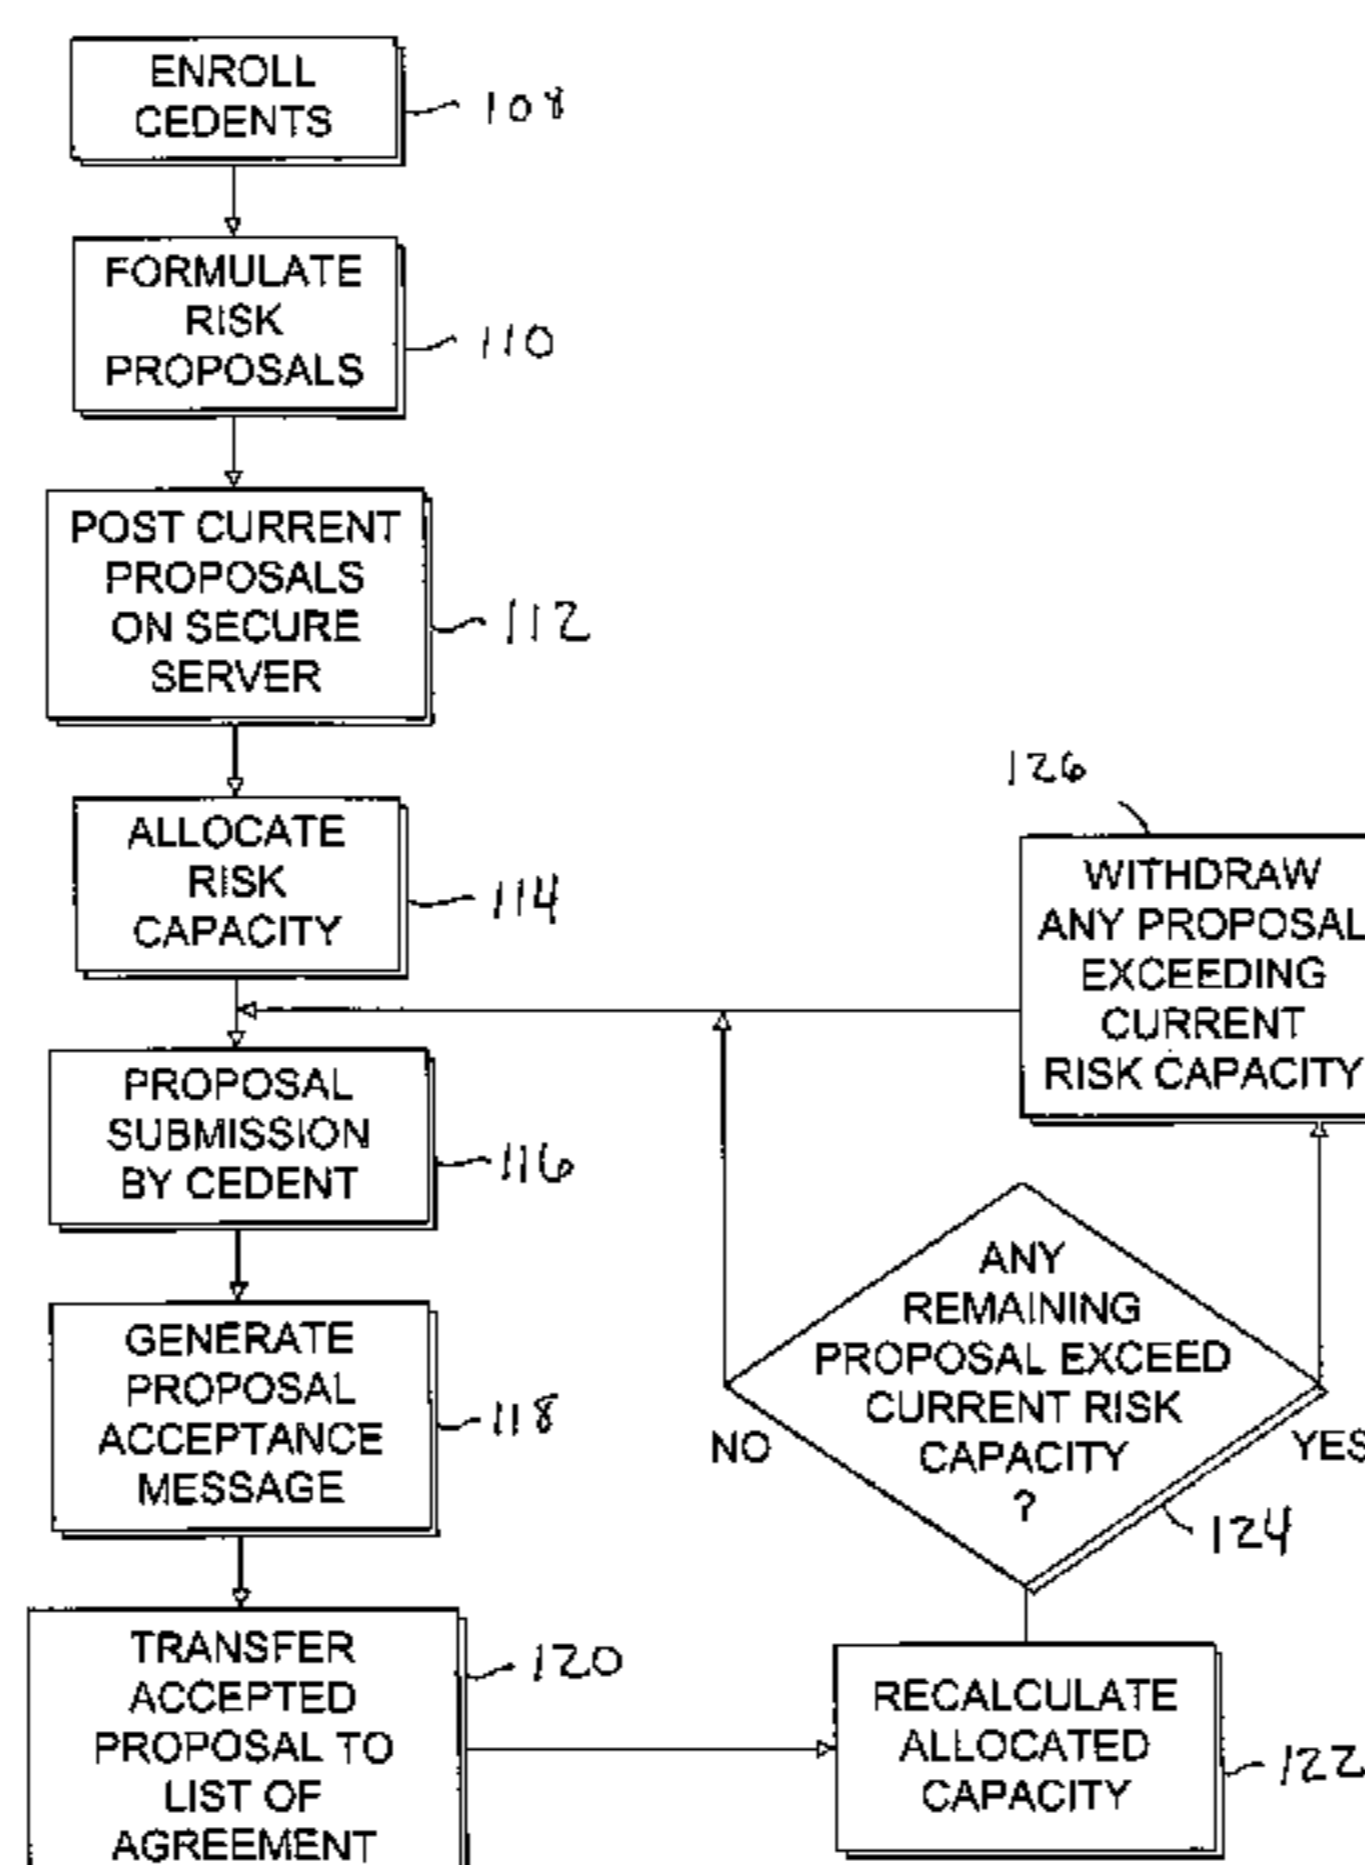 ENROLL
CEDENTS
108
FORMULATE
RISK
PROPOSALS
110
POST CURRENT
PROPOSALS
ON SECURE
SERVER
112
ALLOCATE
RISK
CAPACITY
114
PROPOSAL
SUBMISSION
BY CEDENT
116
GENERATE
PROPOSAL
ACCEPTANCE
MESSAGE
118
TRANSFER
ACCEPTED
PROPOSAL TO
LIST OF
AGREEMENT
120
RECALCULATE
ALLOCATED
CAPACITY
122
ANY
REMAINING
PROPOSAL EXCEED
CURRENT RISK
CAPACITY
?
NO
YES
124
126
WITHDRAW
ANY PROPOSAL
EXCEEDING
CURRENT
RISK CAPACITY